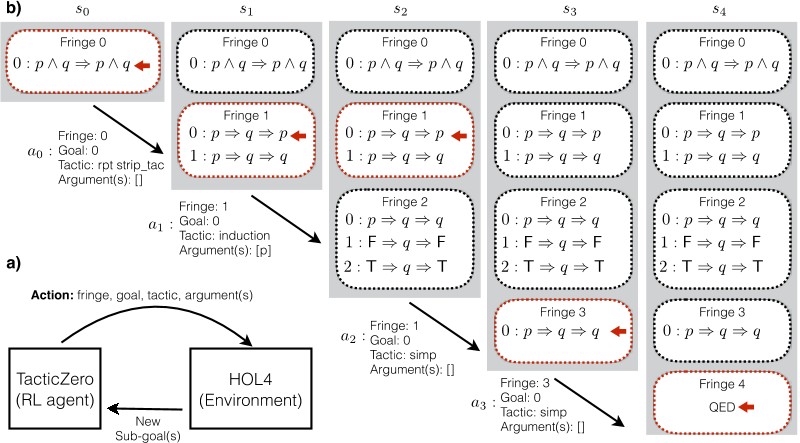 b)
s0
s1
s2
s3
s4
Fringe 0
0 : p ∧ q ⇒ p ∧ q
Fringe 0
0 : p ∧ q ⇒ p ∧ q
Fringe 1
0 : p ⇒ q ⇒ p
1 : p ⇒ q ⇒ q
Fringe 0
0 : p ∧ q ⇒ p ∧ q
Fringe 1
0 : p ⇒ q ⇒ p
1 : p ⇒ q ⇒ q
Fringe 2
0 : p ⇒ q ⇒ q
1 : F ⇒ q ⇒ F
2 : T ⇒ q ⇒ T
Fringe 0
0 : p ∧ q ⇒ p ∧ q
Fringe 1
0 : p ⇒ q ⇒ p
1 : p ⇒ q ⇒ q
Fringe 2
0 : p ⇒ q ⇒ q
1 : F ⇒ q ⇒ F
2 : T ⇒ q ⇒ T
Fringe 3
0 : p ⇒ q ⇒ q
Fringe 0
0 : p ∧ q ⇒ p ∧ q
Fringe 1
0 : p ⇒ q ⇒ p
1 : p ⇒ q ⇒ q
Fringe 2
0 : p ⇒ q ⇒ q
1 : F ⇒ q ⇒ F
2 : T ⇒ q ⇒ T
Fringe 3
0 : p ⇒ q ⇒ q
Fringe 4
QED
a0 :
Fringe: 0
Goal: 0
Tactic: rpt strip_tac
Argument(s): []
a1 :
Fringe: 1
Goal: 0
Tactic: induction
Argument(s): [p]
a2 :
Fringe: 1
Goal: 0
Tactic: simp
Argument(s): []
a3 :
Fringe: 3
Goal: 0
Tactic: simp
Argument(s): []
a)
Action: fringe, goal, tactic, argument(s)
TacticZero
(RL agent)
HOL4
(Environment)
New
Sub-goal(s)